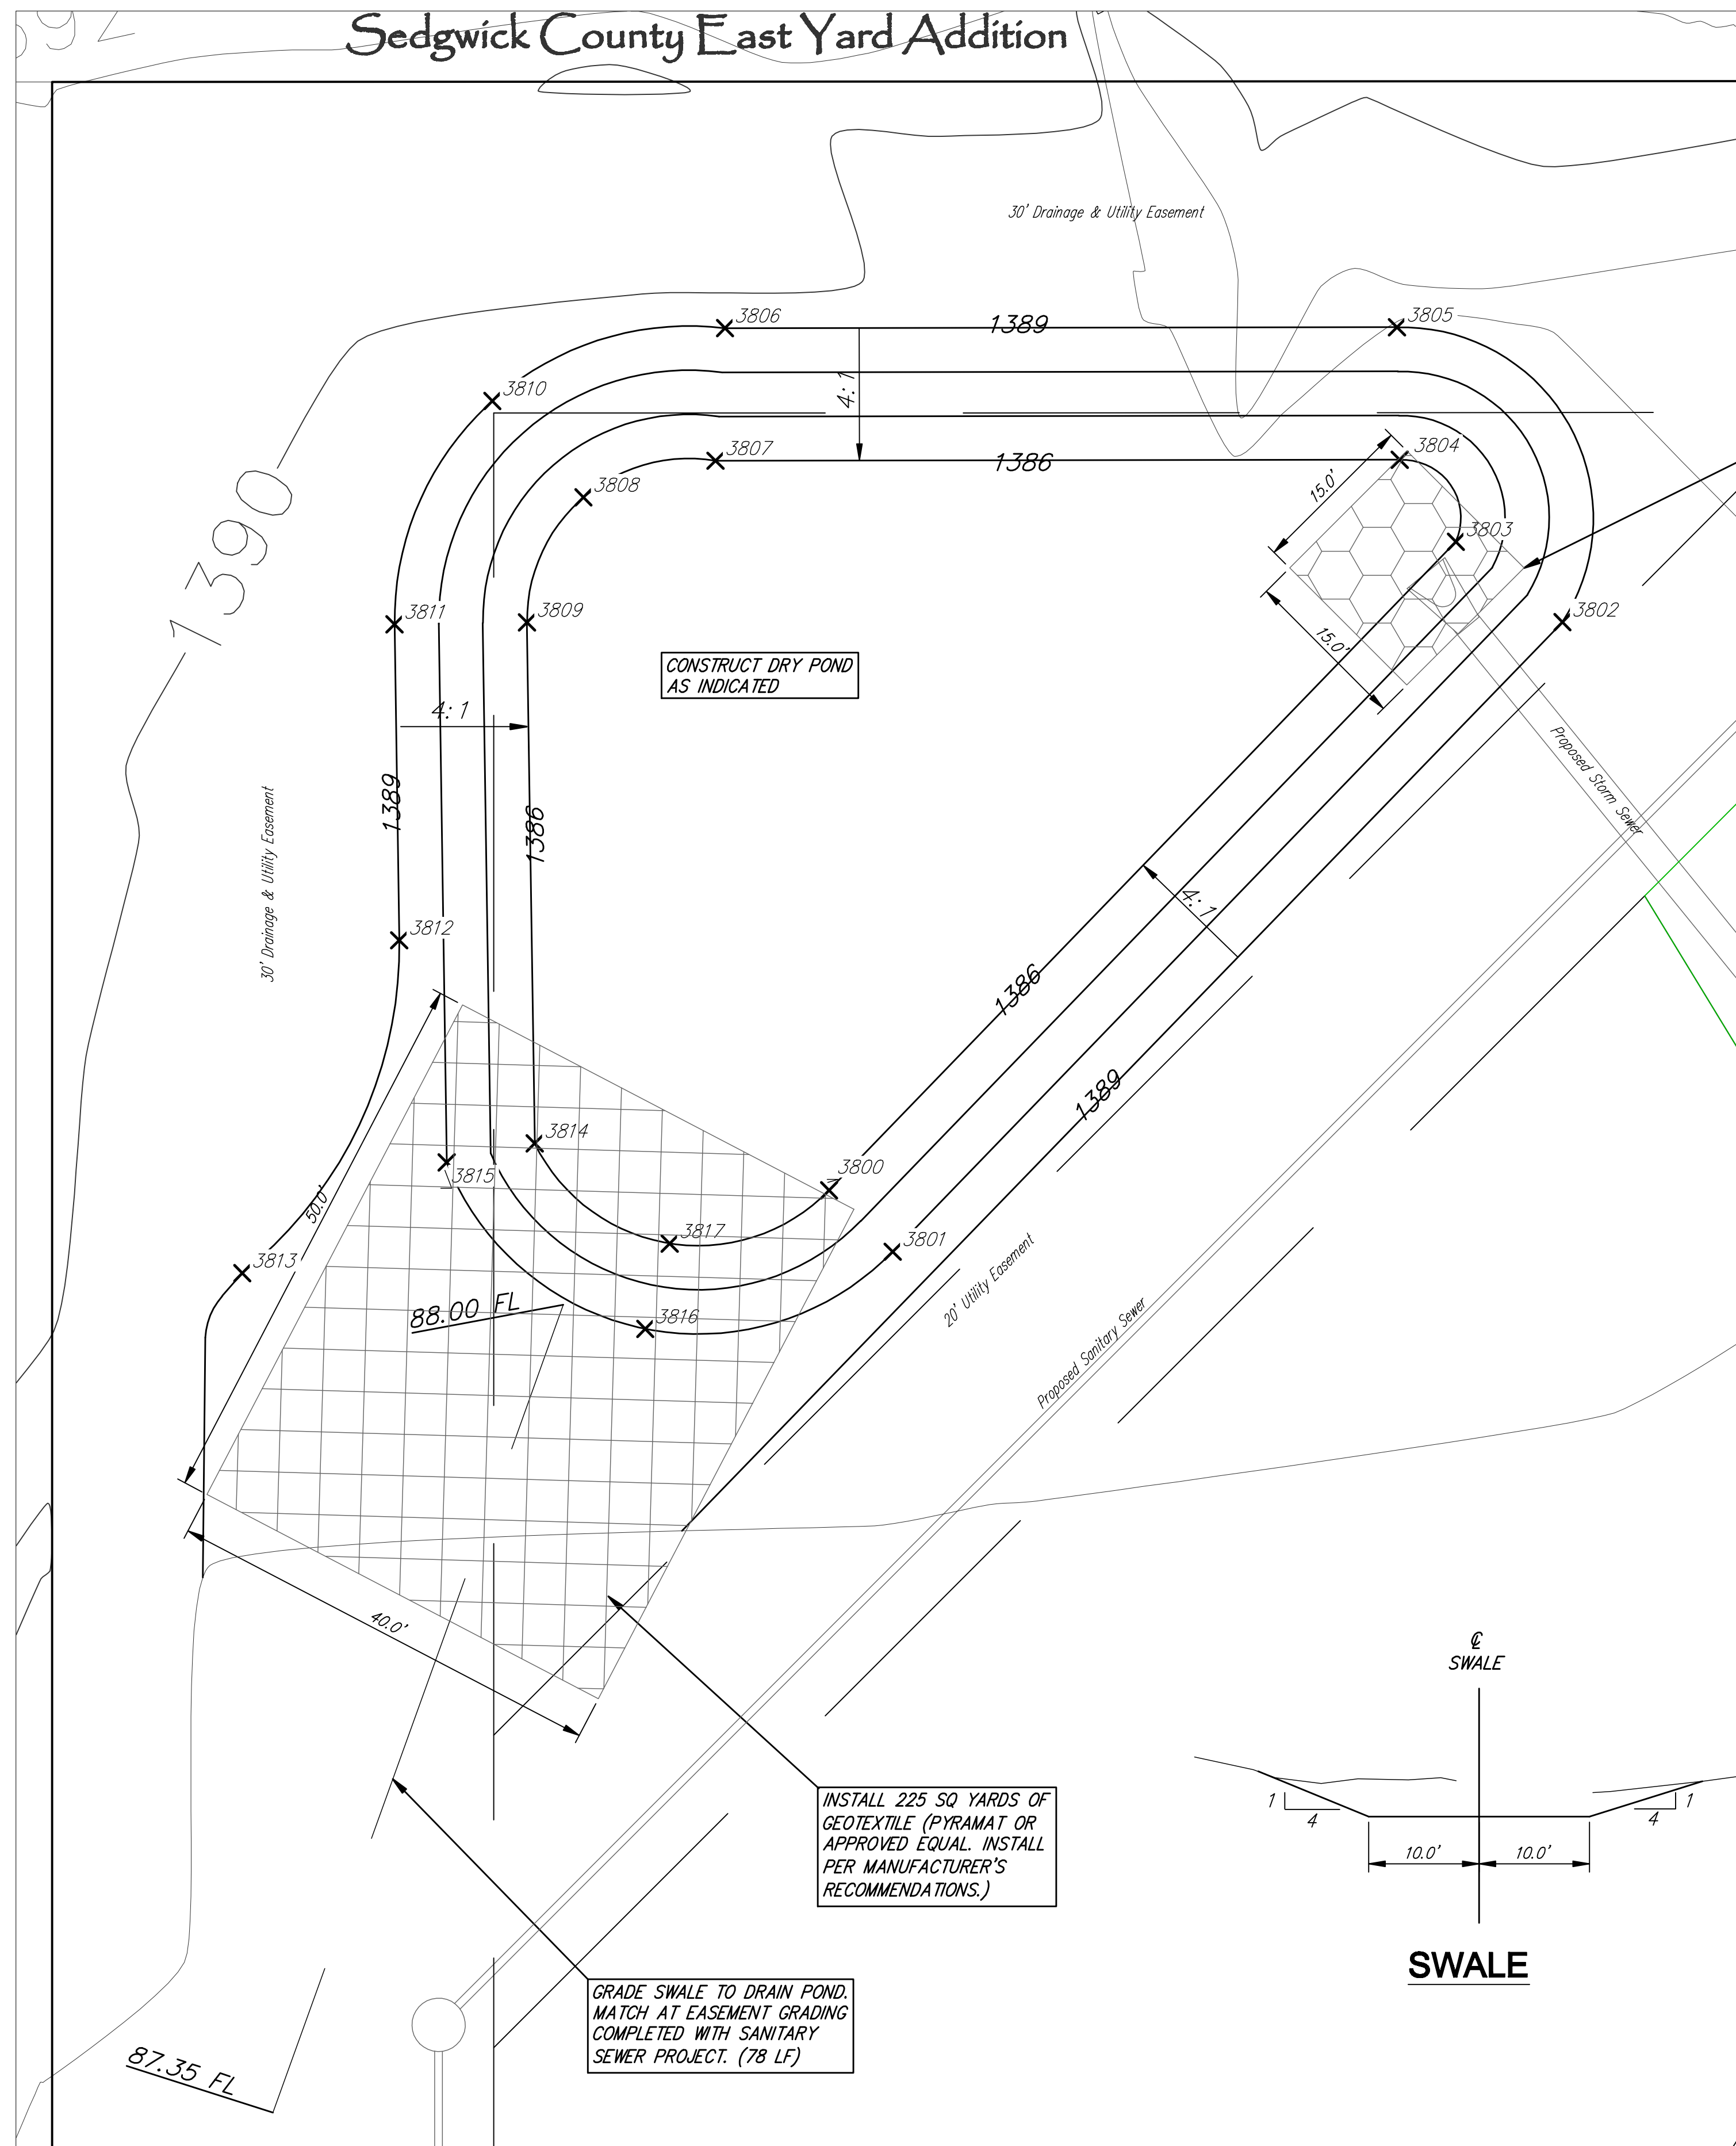 Sedgwick County East Yard Addition
30' Drainage & Utility Easement
3806
1389
3805
3810
4:1
3807
1386
3804
15.0'
3808
3803
1390
3811
3809
3802
CONSTRUCT DRY POND
AS INDICATED
15.0'
4:1
Proposed Storm Sewer
1389
1386
30' Drainage & Utility Easement
4:1
3812
1386
1389
3814
3800
3815
50.0'
3817
3801
3813
20' Utility Easement
88.00 FL
3816
Proposed Sanitary Sewer
40.0'
℄
SWALE
INSTALL 225 SQ YARDS OF
GEOTEXTILE (PYRAMAT OR
APPROVED EQUAL. INSTALL
PER MANUFACTURER'S
RECOMMENDATIONS.)
1
4
4
1
10.0'
10.0'
SWALE
GRADE SWALE TO DRAIN POND.
MATCH AT EASEMENT GRADING
COMPLETED WITH SANITARY
SEWER PROJECT. (78 LF)
87.35 FL